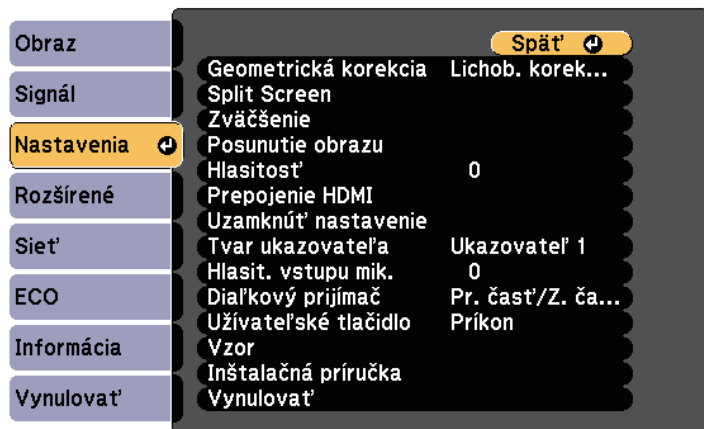 Obraz
Signál
Nastavenia
Rozšírené
Sieť
ECO
Informácia
Vynulovať
Späť
Geometrická korekcia Lichob. korek...
Split Screen
Zväčšenie
Posunutie obrazu
Hlasitosť 0
Prepojenie HDMI
Uzamknúť nastavenie
Tvar ukazovateľa Ukazovateľ 1
Hlasit. vstupu mik. 0
Diaľkový prijímač Pr. časť/Z. ča...
Užívateľské tlačidlo Príkon
Vzor
Inštalačná príručka
Vynulovať